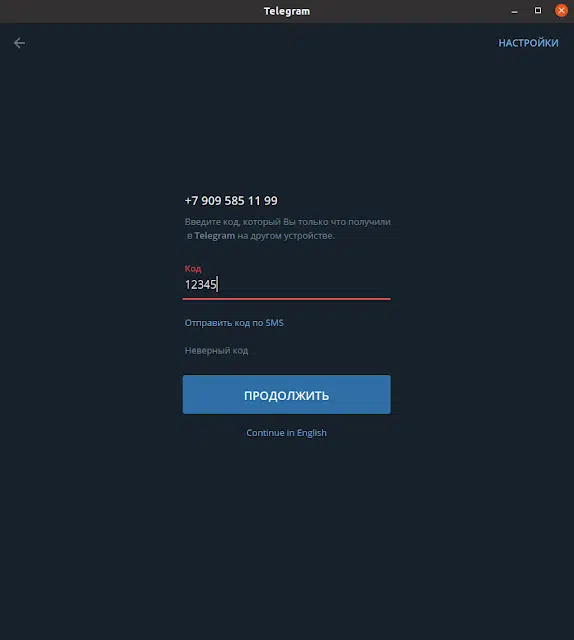 Telegram
НАСТРОЙКИ
+7 909 585 11 99
Введите код, который Вы только что получили
в Telegram на другом устройстве.
Код
12345
Отправить код по SMS
Неверный код
ПРОДОЛЖИТЬ
Continue in English